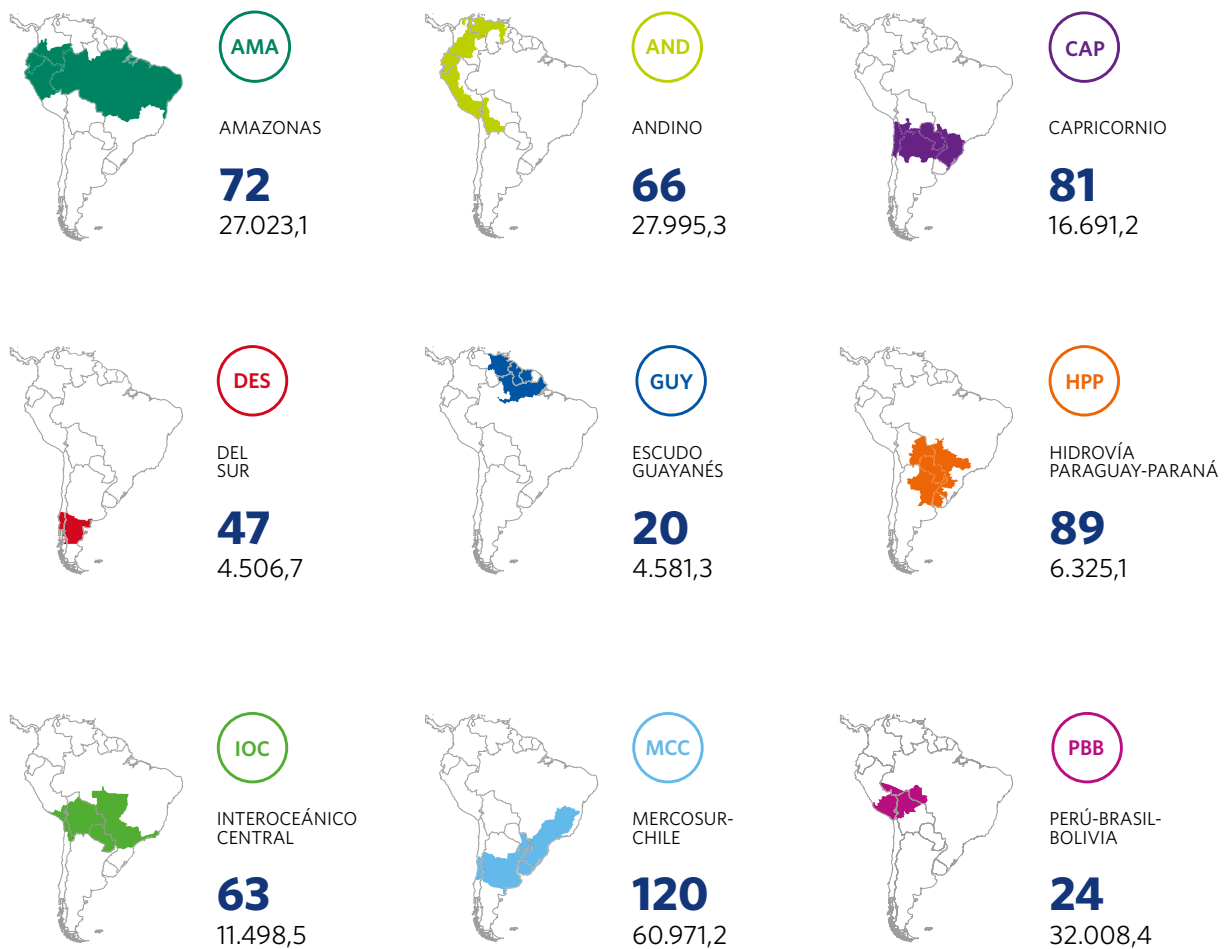 AMA
AMAZONAS
72
27.023,1
AND
ANDINO
66
27.995,3
CAP
CAPRICORNIO
81
16.691,2
DES
DEL
SUR
47
4.506,7
GUY
ESCUDO
GUAYANÉS
20
4.581,3
HPP
HIDROVÍA
PARAGUAY-PARANÁ
89
6.325,1
IOC
INTEROCEÁNICO
CENTRAL
63
11.498,5
MCC
MERCOSUR-
CHILE
120
60.971,2
PBB
PERÚ-BRASIL-
BOLIVIA
24
32.008,4